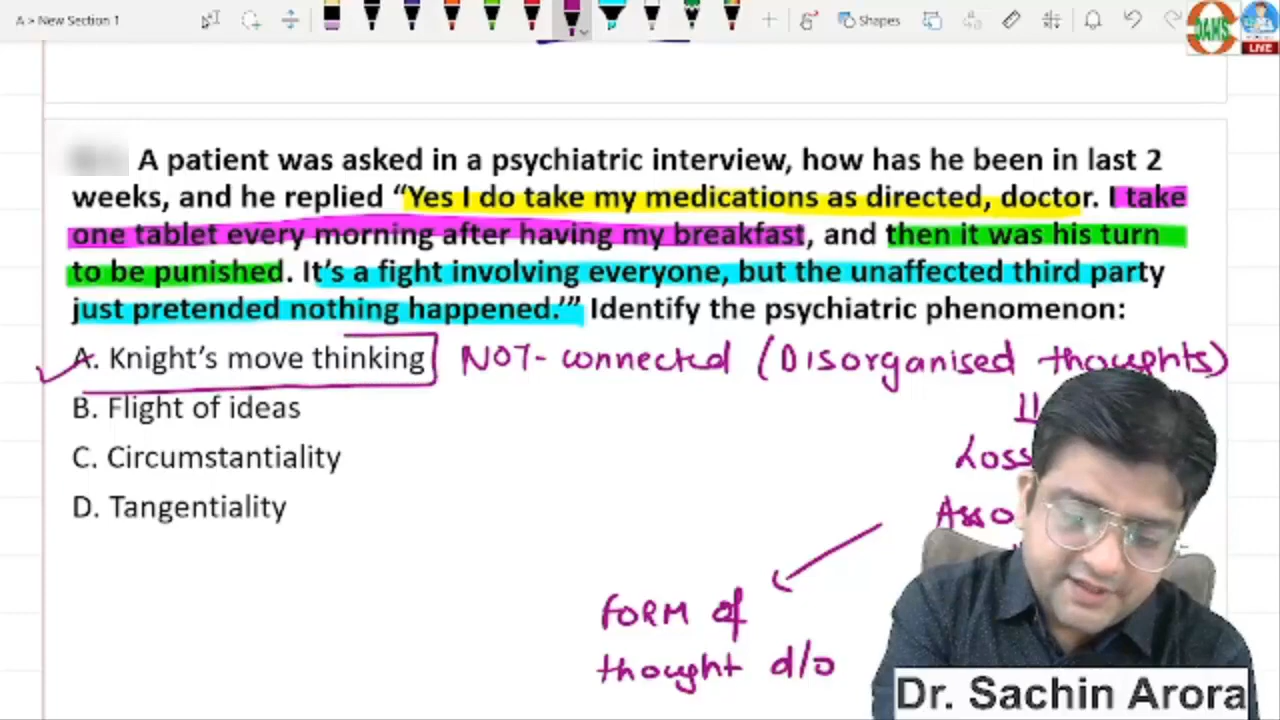 A > New Section 1
Shapes
DAMS
LIVE
A patient was asked in a psychiatric interview, how has he been in last 2
weeks, and he replied “Yes I do take my medications as directed, doctor. I take
one tablet every morning after having my breakfast, and then it was his turn
to be punished. It’s a fight involving everyone, but the unaffected third party
just pretended nothing happened.’” Identify the psychiatric phenomenon:
A. Knight’s move thinking
NOT-connected (Disorganised thoughts)
B. Flight of ideas
Loss
C. Circumstantiality
D. Tangentiality
FORM of
thought d/o
Dr. Sachin Arora